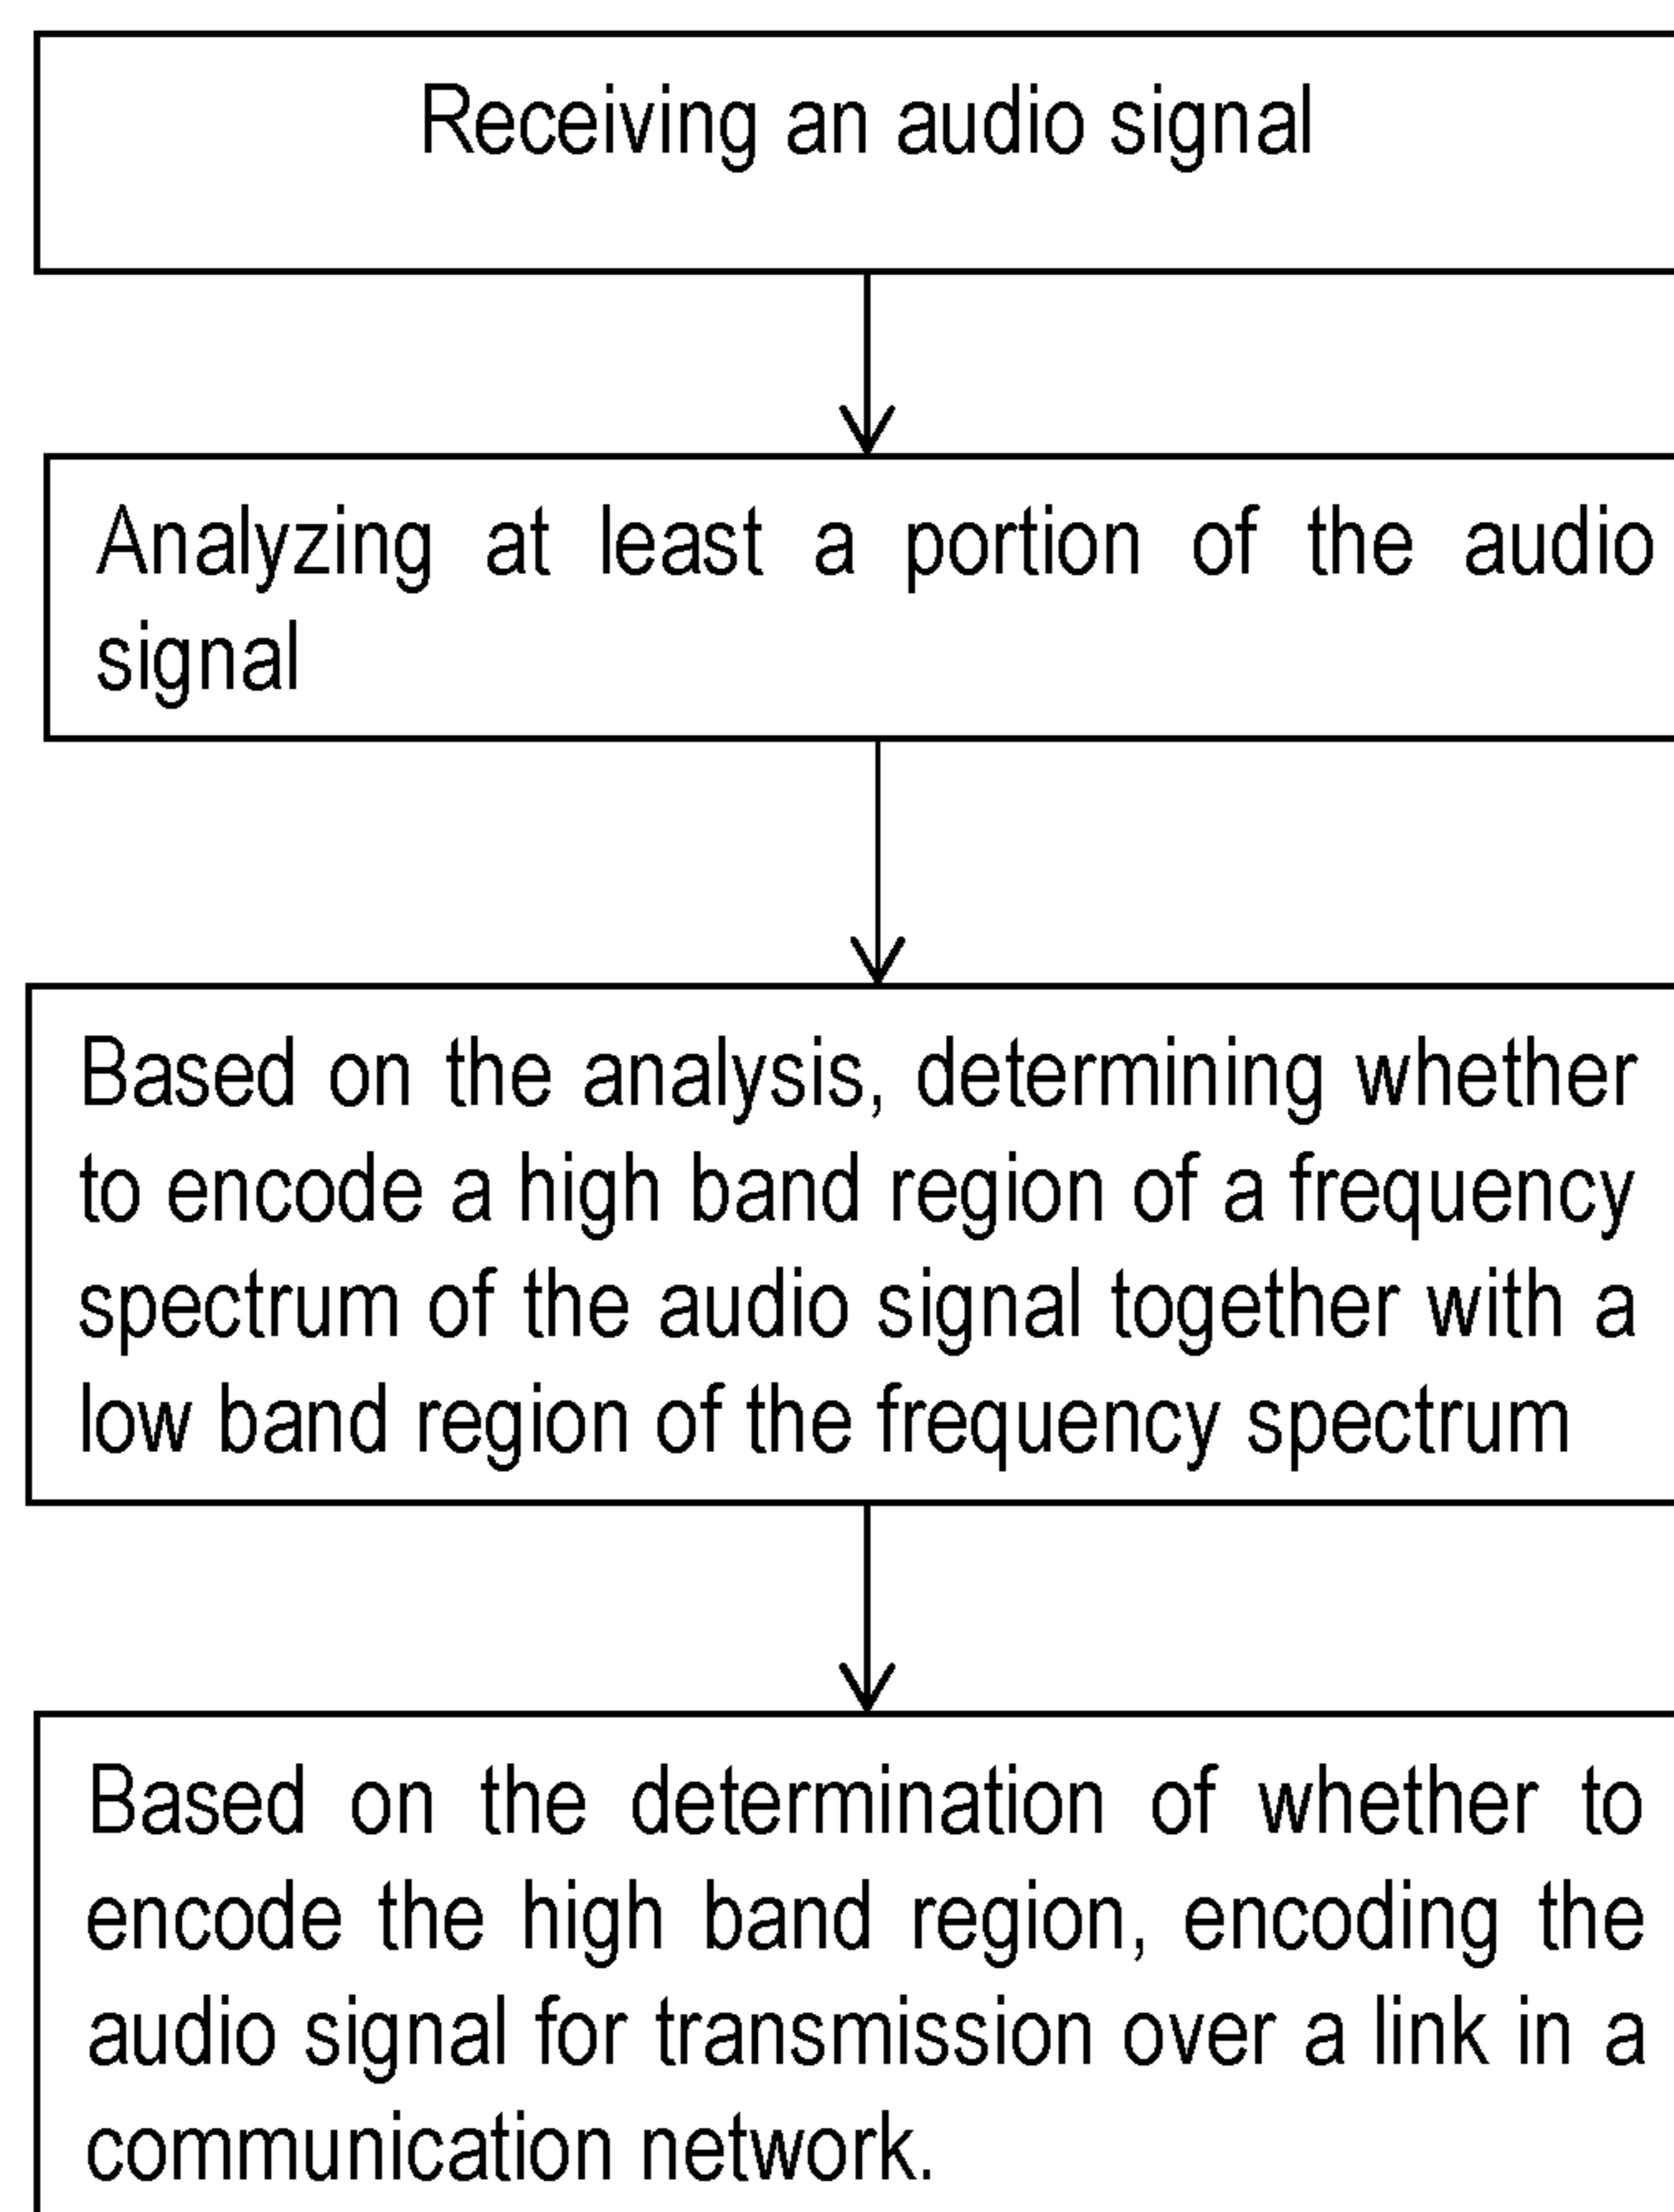 Receiving an audio signal
Analyzing at least a portion of the audio
signal
Based on the analysis, determining whether
to encode a high band region of a frequency
spectrum of the audio signal together with a
low band region of the frequency spectrum
Based on the determination of whether to
encode the high band region, encoding the
audio signal for transmission over a link in a
communication network.